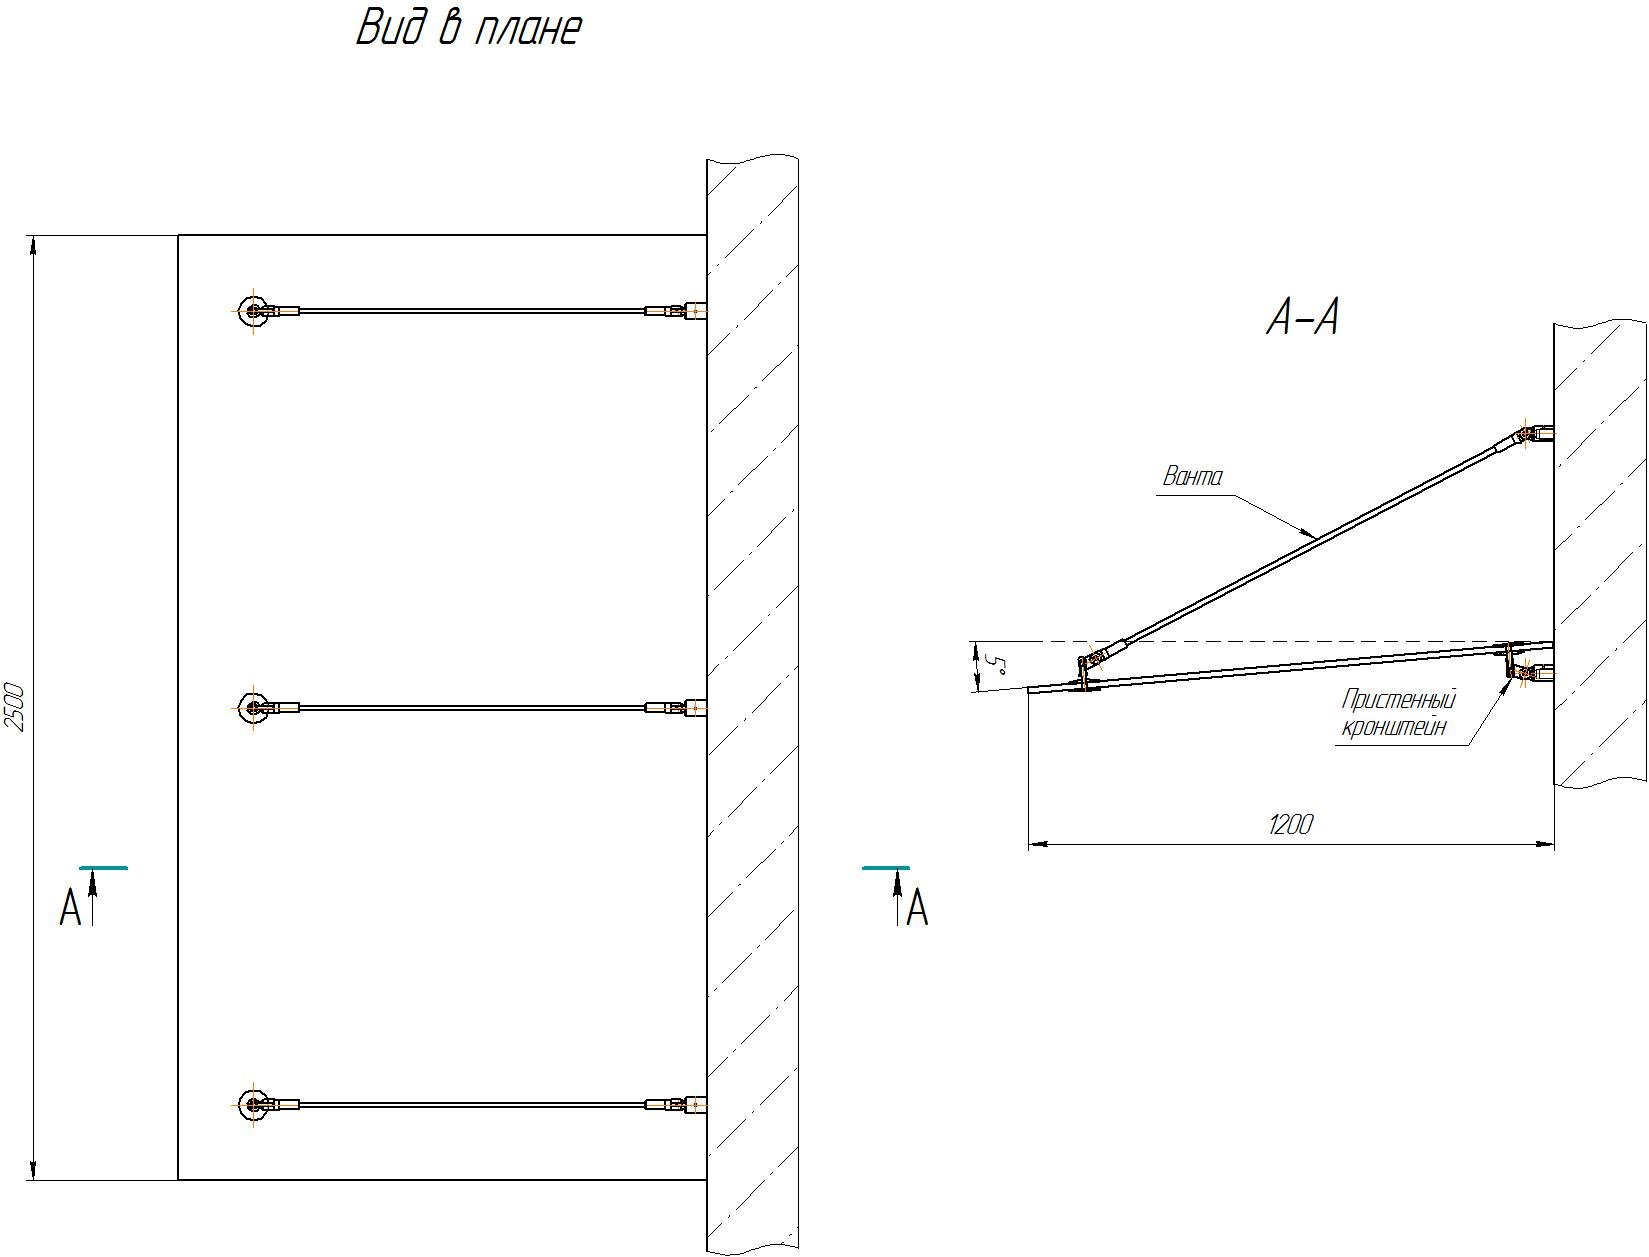 Вид в плане
А-А
Ванта
5°
Пристенный
кронштейн
2500
1200
А
А